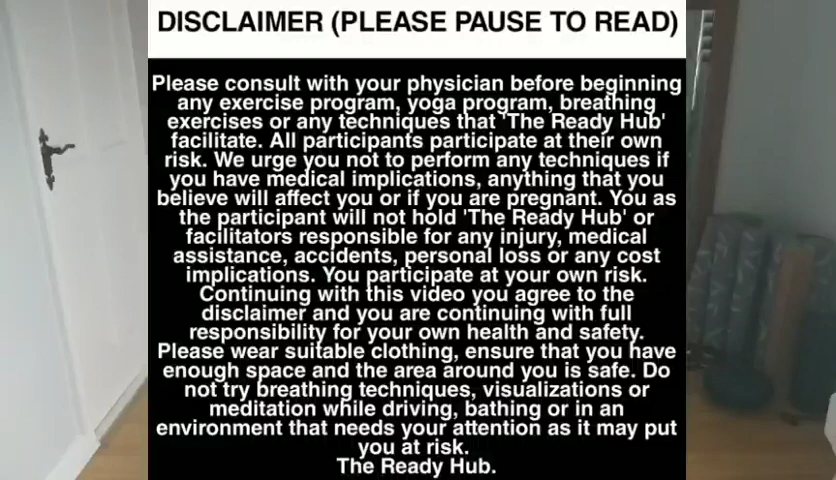 DISCLAIMER (PLEASE PAUSE TO READ)
Please consult with your physician before beginning
any exercise program, yoga program, breathing
exercises or any techniques that 'The Ready Hub'
facilitate. All participants participate at their own
risk. We urge you not to perform any techniques if
you have medical implications, anything that you
believe will affect you or if you are pregnant. You as
the participant will not hold 'The Ready Hub' or
facilitators responsible for any injury, medical
assistance, accidents, personal loss or any cost
implications. You participate at your own risk.
Continuing with this video you agree to the
disclaimer and you are continuing with full
responsibility for your own health and safety.
Please wear suitable clothing, ensure that you have
enough space and the area around you is safe. Do
not try breathing techniques, visualizations or
meditation while driving, bathing or in an
environment that needs your attention as it may put
you at risk.
The Ready Hub.